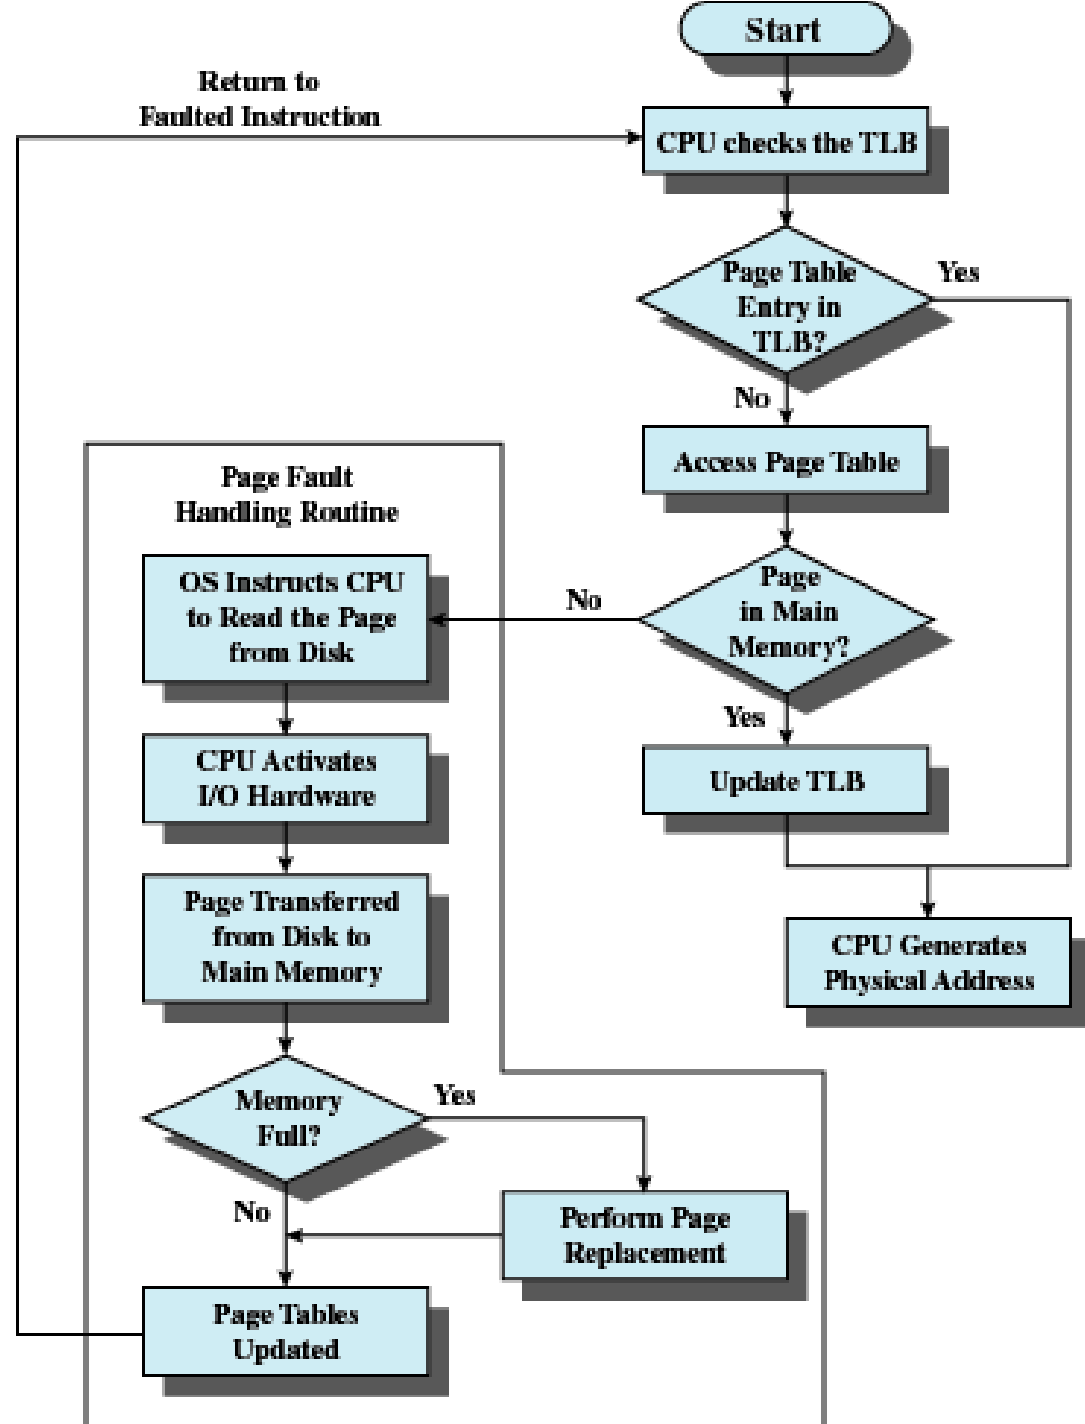 Start
Return to
Faulted Instruction
CPU checks the TLB
Page Table
Entry in
TLB?
Yes
No
Access Page Table
Page Fault
Handling Routine
OS Instructs CPU
to Read the Page
from Disk
No
Page
in Main
Memory?
Yes
CPU Activates
I/O Hardware
Update TLB
Page Transferred
from Disk to
Main Memory
CPU Generates
Physical Address
Memory
Full?
Yes
No
Perform Page
Replacement
Page Tables
Updated